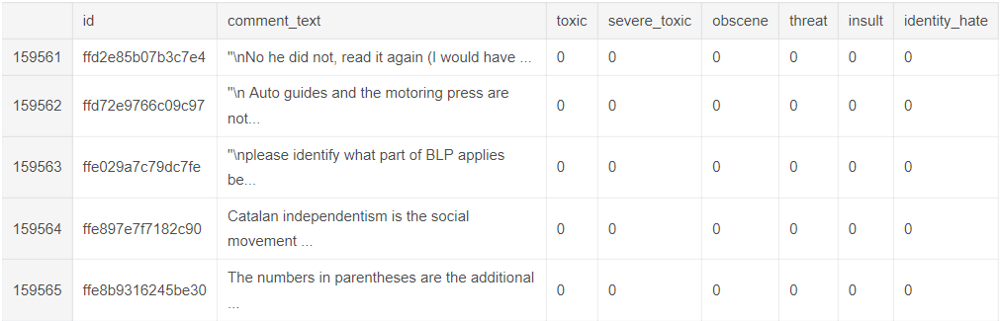 id comment_text toxic severe_toxic obscene threat insult identity_hate
159561 ffd2e85b07b3c7e4 "\nNo he did not, read it again (I would have ... 0 0 0 0 0 0
159562 ffd72e9766c09c97 "\n Auto guides and the motoring press are
not... 0 0 0 0 0 0
159563 ffe029a7c79dc7fe "\nplease identify what part of BLP applies
be... 0 0 0 0 0 0
159564 ffe897e7f7182c90 Catalan independentism is the social
movement ... 0 0 0 0 0 0
159565 ffe8b9316245be30 The numbers in parentheses are the additional
... 0 0 0 0 0 0